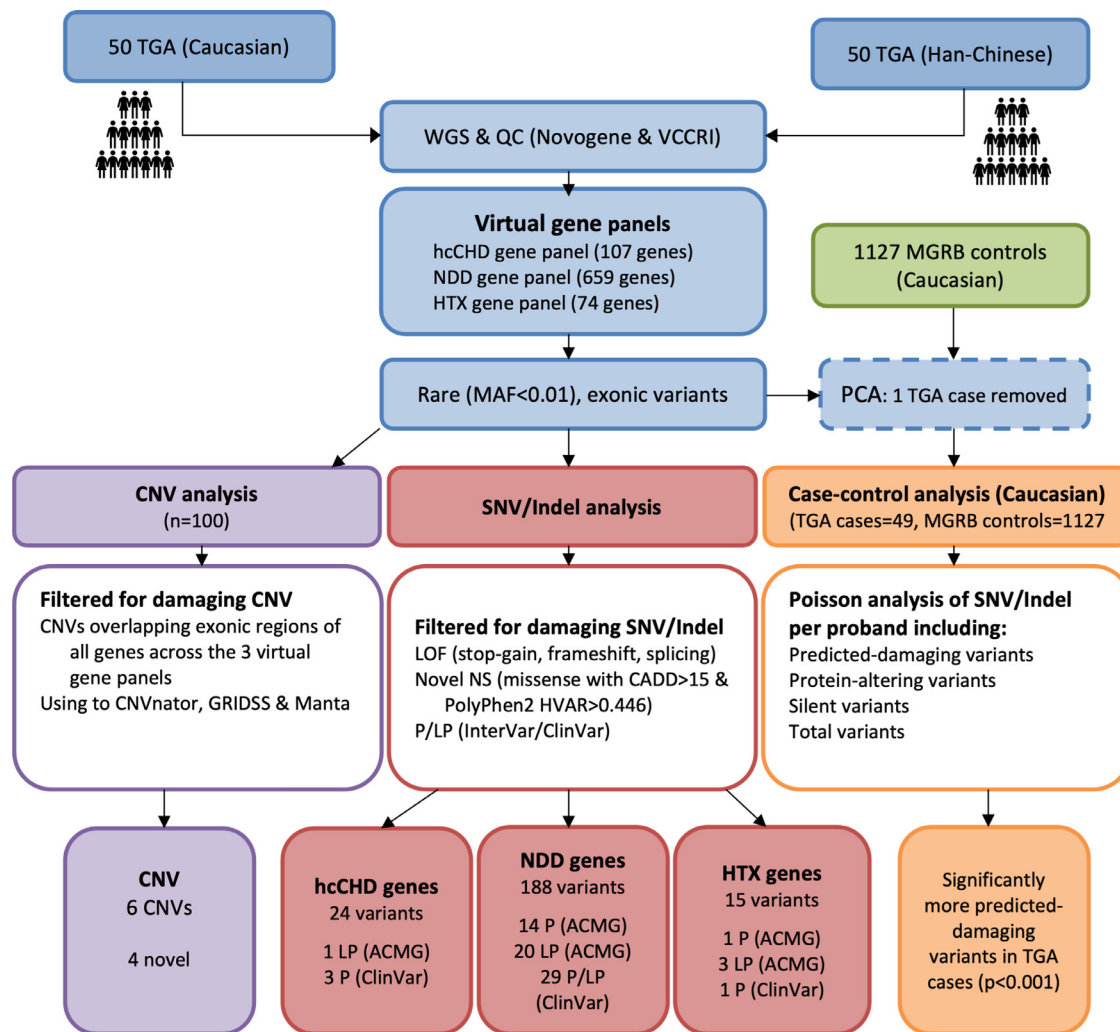 50 TGA (Caucasian)
50 TGA (Han-Chinese)
WGS & QC (Novogene & VCCRI)
Virtual gene panels
hcCHD gene panel (107 genes)
NDD gene panel (659 genes)
HTX gene panel (74 genes)
1127 MGRB controls
(Caucasian)
Rare (MAF<0.01), exonic variants
PCA: 1 TGA case removed
CNV analysis
(n=100)
SNV/Indel analysis
Case-control analysis (Caucasian)
(TGA cases=49, MGRB controls=1127
Filtered for damaging CNV
CNVs overlapping exonic regions of
all genes across the 3 virtual
gene panels
Using to CNVnator, GRIDSS & Manta
Filtered for damaging SNV/Indel
LOF (stop-gain, frameshift, splicing)
Novel NS (missense with CADD>15 &
PolyPhen2 HVAR>0.446)
P/LP (InterVar/ClinVar)
Poisson analysis of SNV/Indel
per proband including:
Predicted-damaging variants
Protein-altering variants
Silent variants
Total variants
CNV
6 CNVs
4 novel
hcCHD genes
24 variants
1 LP (ACMG)
3 P (ClinVar)
NDD genes
188 variants
14 P (ACMG)
20 LP (ACMG)
29 P/LP
(ClinVar)
HTX genes
15 variants
1 P (ACMG)
3 LP (ACMG)
1 P (ClinVar)
Significantly
more predicted-
damaging
variants in TGA
cases (p<0.001)